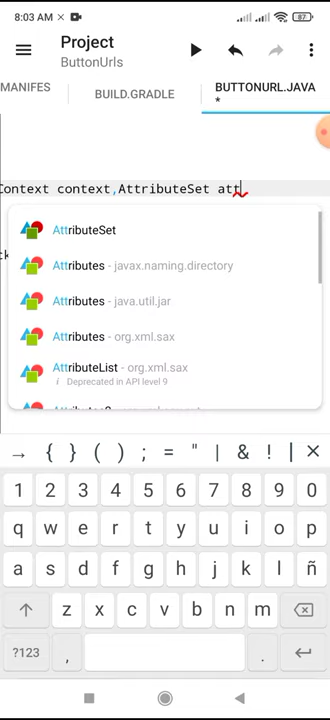 8:03 AM
87
Project
ButtonUrls
MANIFES
BUILD.GRADLE
BUTTONURL.JAVA
*
Context context,AttributeSet att
AttributeSet
Attributes - javax.naming.directory
Attributes - java.util.jar
Attributes - org.xml.sax
AttributeList - org.xml.sax
i Deprecated in API level 9
→ { } ( ) ; = " | & ! | ✕
1 2 3 4 5 6 7 8 9 0
q w e r t y u i o p
a s d f g h j k l ñ
z x c v b n m
?123 , .